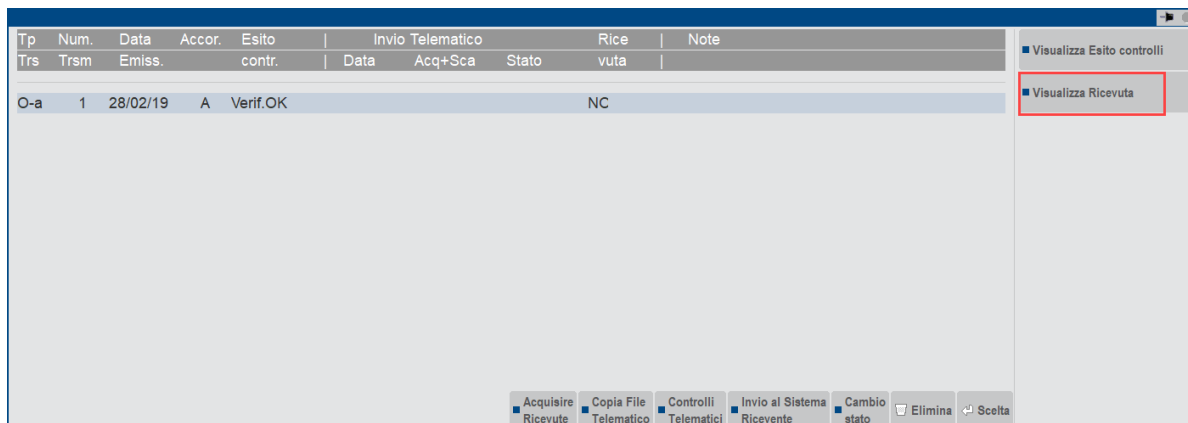 Tp Num. Data Accor. Esito | Invio Telematico Rice | Note
Trs Trsm Emiss. contr. | Data Acq+Sca Stato vuta |
Visualizza Esito controlli
Visualizza Ricevuta
O-a 1 28/02/19 A Verif.OK NC
Acquisire Ricevute
Copia File Telematico
Controlli Telematici
Invio al Sistema Ricevente
Cambio stato
Elimina
Scelta